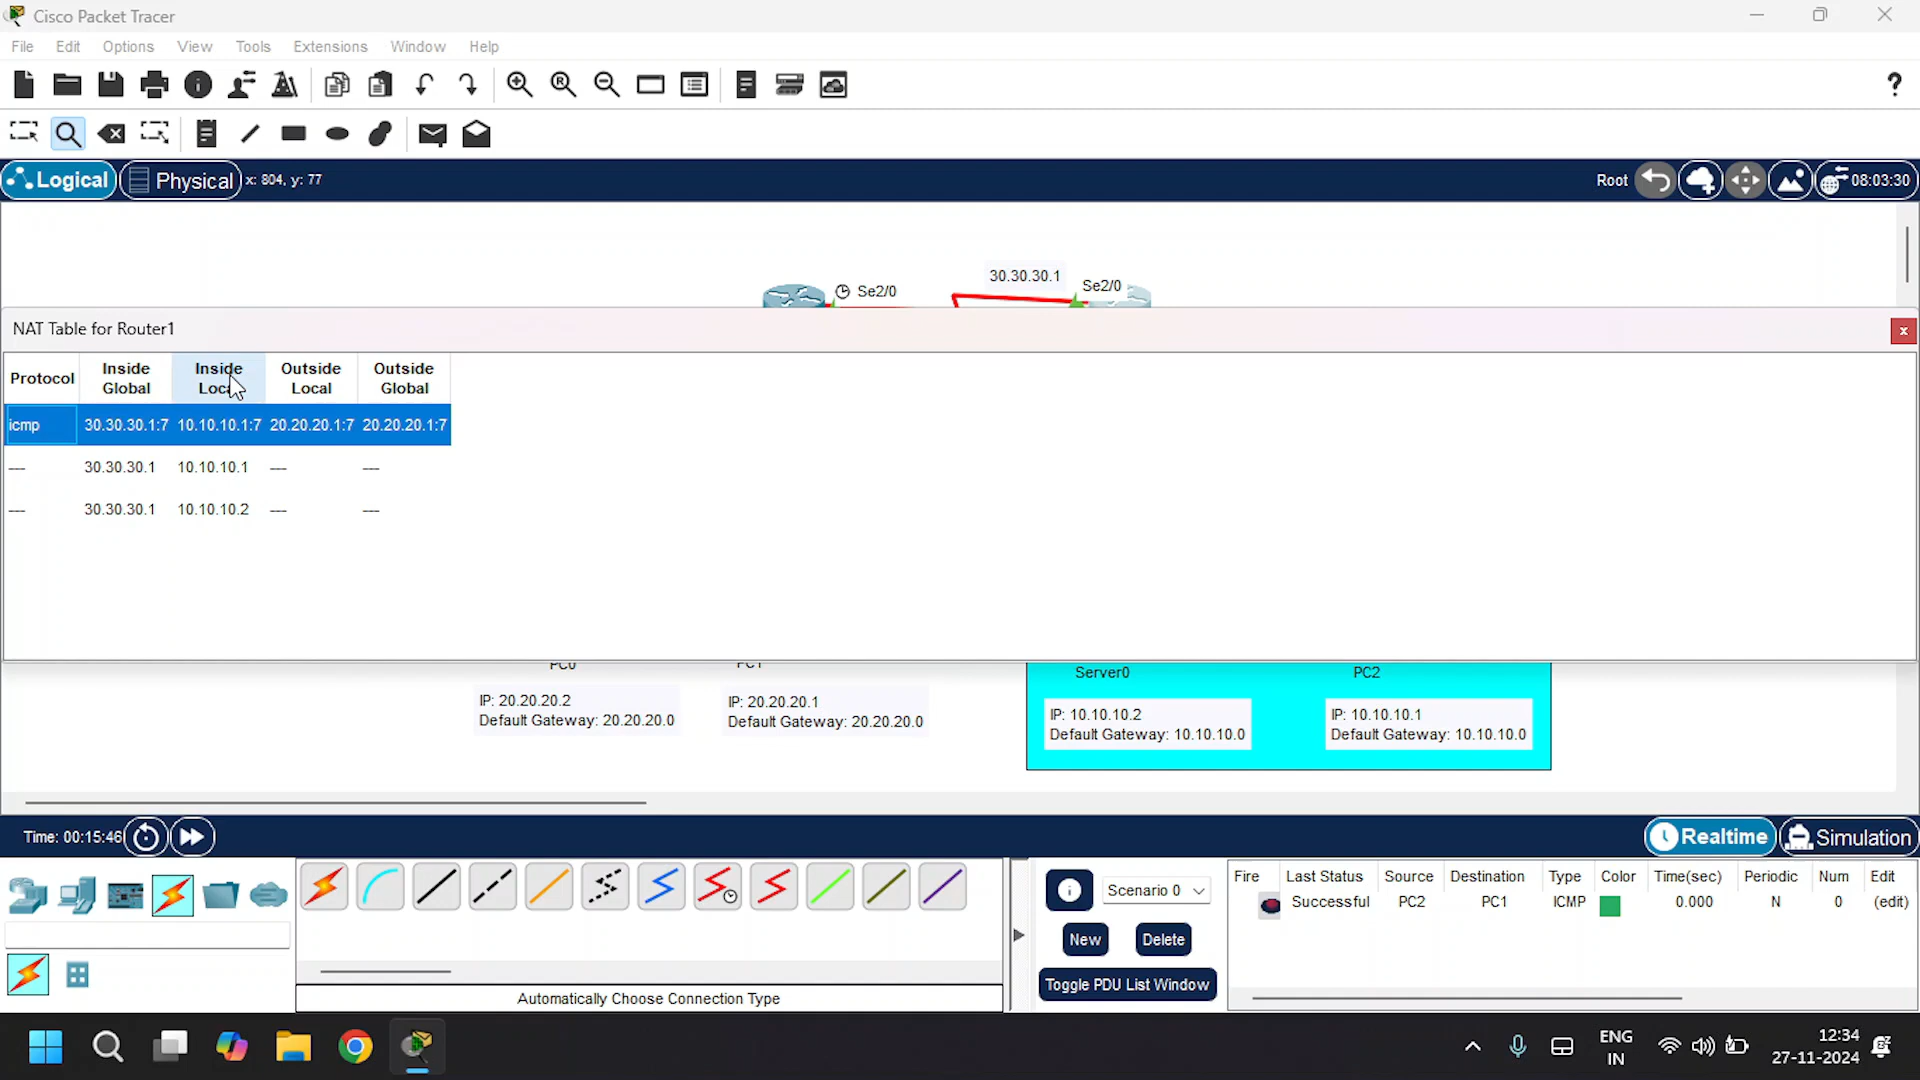 Cisco Packet Tracer
File Edit Options View Tools Extensions Window Help
Logical Physical x: 804, y: 77 Root 08:03:30
30.30.30.1
Se2/0 Se2/0
NAT Table for Router1
Protocol Inside Global Inside Local Outside Local Outside Global
icmp 30.30.30.1:7 10.10.10.1:7 20.20.20.1:7 20.20.20.1:7
--- 30.30.30.1 10.10.10.1 --- ---
--- 30.30.30.1 10.10.10.2 --- ---
PC0 PC1 Server0 PC2
IP: 20.20.20.2
Default Gateway: 20.20.20.0
IP: 20.20.20.1
Default Gateway: 20.20.20.0
IP: 10.10.10.2
Default Gateway: 10.10.10.0
IP: 10.10.10.1
Default Gateway: 10.10.10.0
Time: 00:15:46 Realtime Simulation
Scenario 0
New Delete
Toggle PDU List Window
Fire Last Status Source Destination Type Color Time(sec) Periodic Num Edit
Successful PC2 PC1 ICMP 0.000 N 0 (edit)
Automatically Choose Connection Type
ENG
IN
12:34
27-11-2024